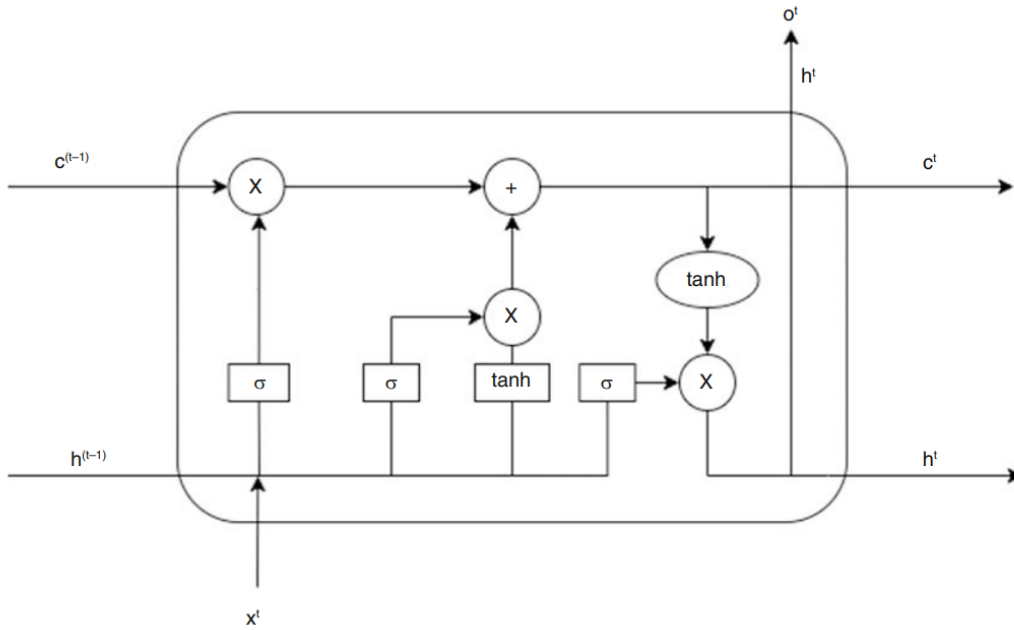 oᵗ
hᵗ
c⁽ᵗ⁻¹⁾
cᵗ
X
+
tanh
X
σ
σ
tanh
σ
X
h⁽ᵗ⁻¹⁾
hᵗ
xᵗ